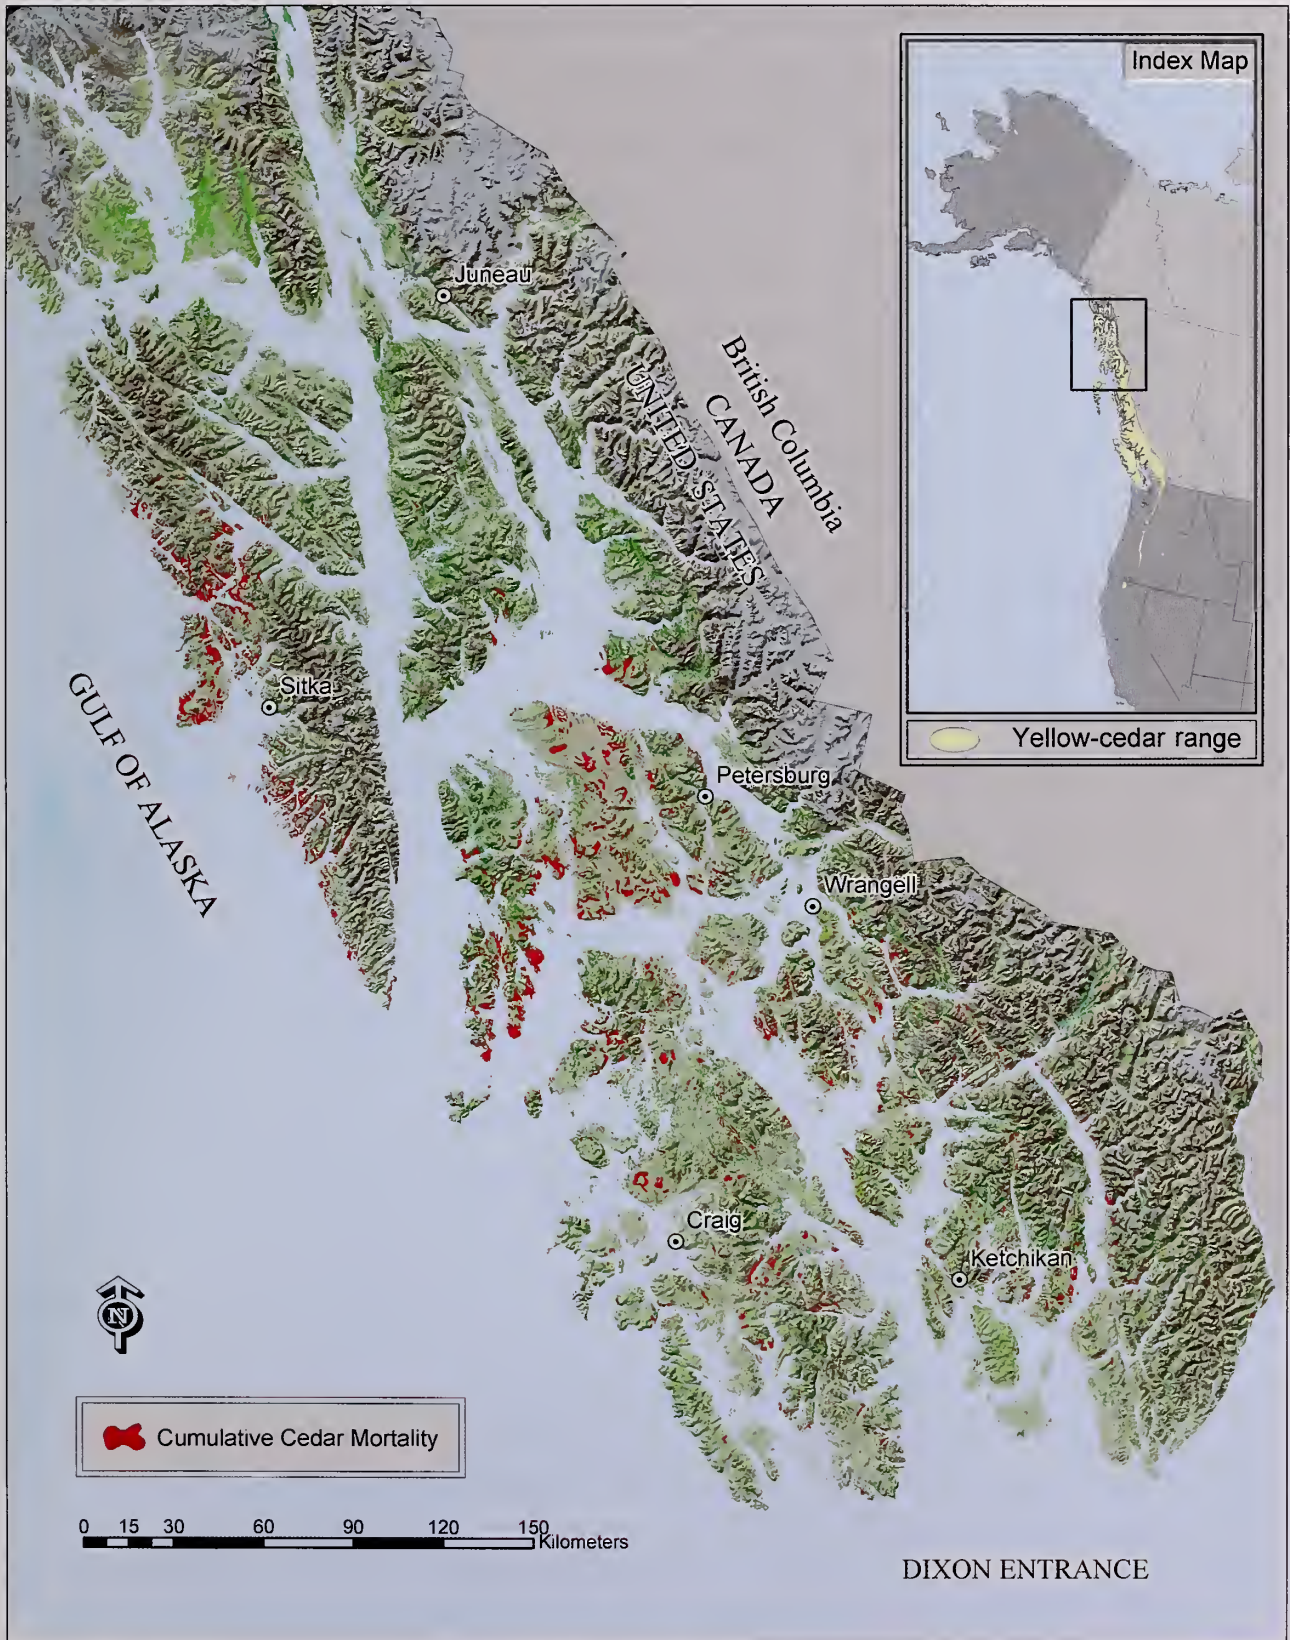 Index Map
Juneau
British Columbia
CANADA
UNITED STATES
Yellow-cedar range
Sitka
GULF OF ALASKA
Petersburg
Wrangell
Craig
Ketchikan
N
Cumulative Cedar Mortality
0 15 30 60 90 120 150
Kilometers
DIXON ENTRANCE